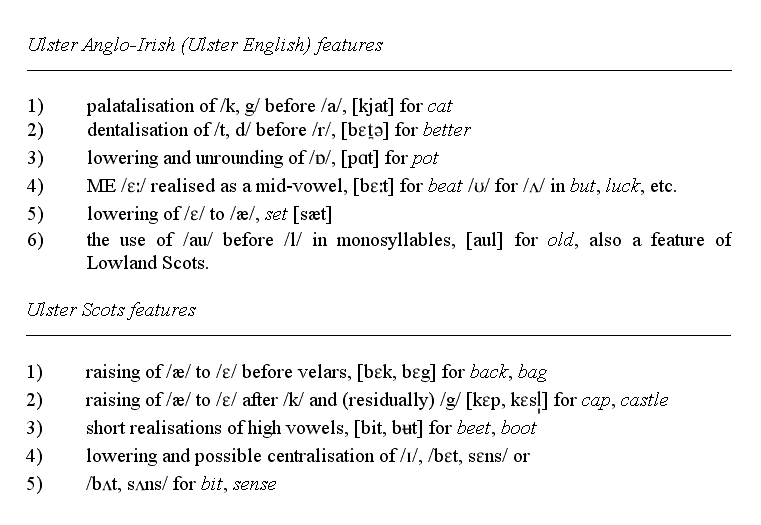 Ulster Anglo-Irish (Ulster English) features
1) palatalisation of /k, g/ before /a/, [kjat] for cat
2) dentalisation of /t, d/ before /r/, [bɛt̪ə] for better
3) lowering and unrounding of /ɒ/, [pɑt] for pot
4) ME /ɛː/ realised as a mid-vowel, [bɛːt] for beat /ʊ/ for /ʌ/ in but, luck, etc.
5) lowering of /ɛ/ to /æ/, set [sæt]
6) the use of /au/ before /l/ in monosyllables, [aul] for old, also a feature of
Lowland Scots.
Ulster Scots features
1) raising of /æ/ to /ɛ/ before velars, [bɛk, bɛg] for back, bag
2) raising of /æ/ to /ɛ/ after /k/ and (residually) /g/ [kɛp, kɛsl̩] for cap, castle
3) short realisations of high vowels, [bit, bʉt] for beet, boot
4) lowering and possible centralisation of /ɪ/, /bɛt, sɛns/ or
5) /bʌt, sʌns/ for bit, sense